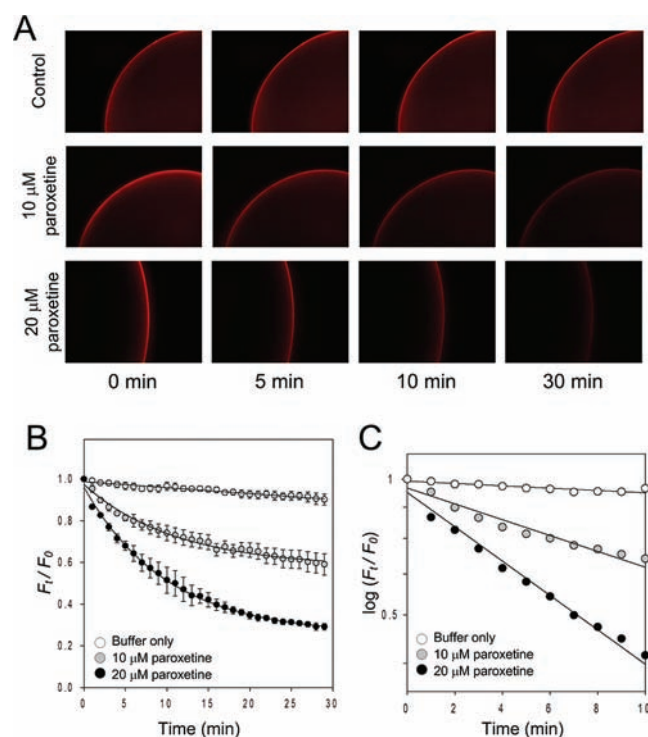 A
Control
10 μM
paroxetine
20 μM
paroxetine
0 min
5 min
10 min
30 min
B
Ft / F0
1.0
0.8
0.6
0.4
0.2
0.0
0
5
10
15
20
25
30
Time (min)
Buffer only
10 μM paroxetine
20 μM paroxetine
C
log (Ft / F0)
1
0.5
0
2
4
6
8
10
Time (min)
Buffer only
10 μM paroxetine
20 μM paroxetine